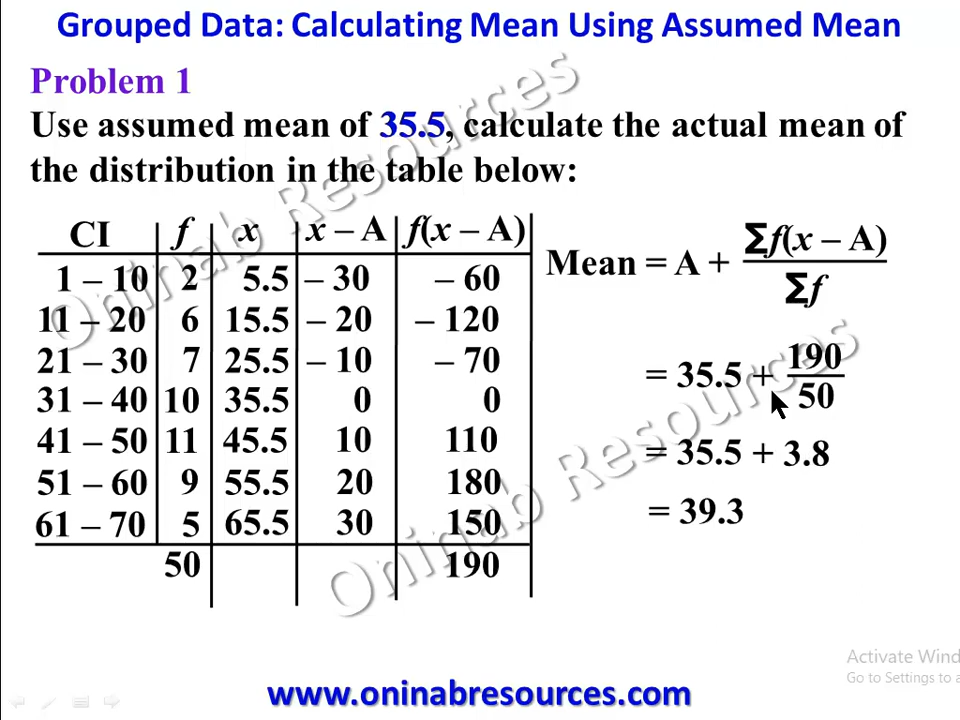 Grouped Data: Calculating Mean Using Assumed Mean
Problem 1
Use assumed mean of 35.5, calculate the actual mean of
the distribution in the table below:
CI f x x – A f(x – A)
1 – 10 2 5.5 – 30 – 60
11 – 20 6 15.5 – 20 – 120
21 – 30 7 25.5 – 10 – 70
31 – 40 10 35.5 0 0
41 – 50 11 45.5 10 110
51 – 60 9 55.5 20 180
61 – 70 5 65.5 30 150
50 190
Mean = A + Σf(x – A)
Σf
= 35.5 + 190
50
= 35.5 + 3.8
= 39.3
Oninab Resources
Oninab Resources
Activate Wind
Go to Settings to a
www.oninabresources.com